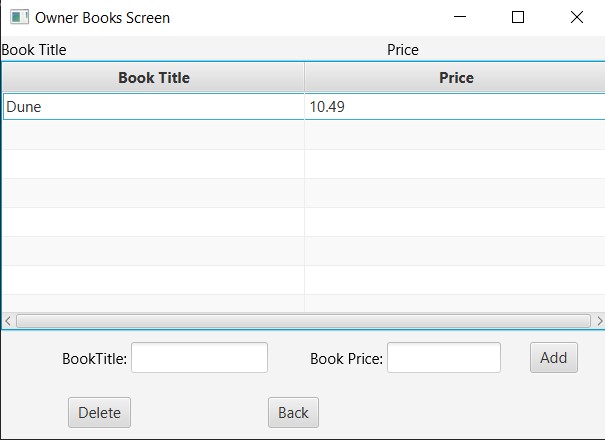 Owner Books Screen
Book Title Price
Book Title Price
Dune 10.49
BookTitle: Book Price: Add
Delete Back